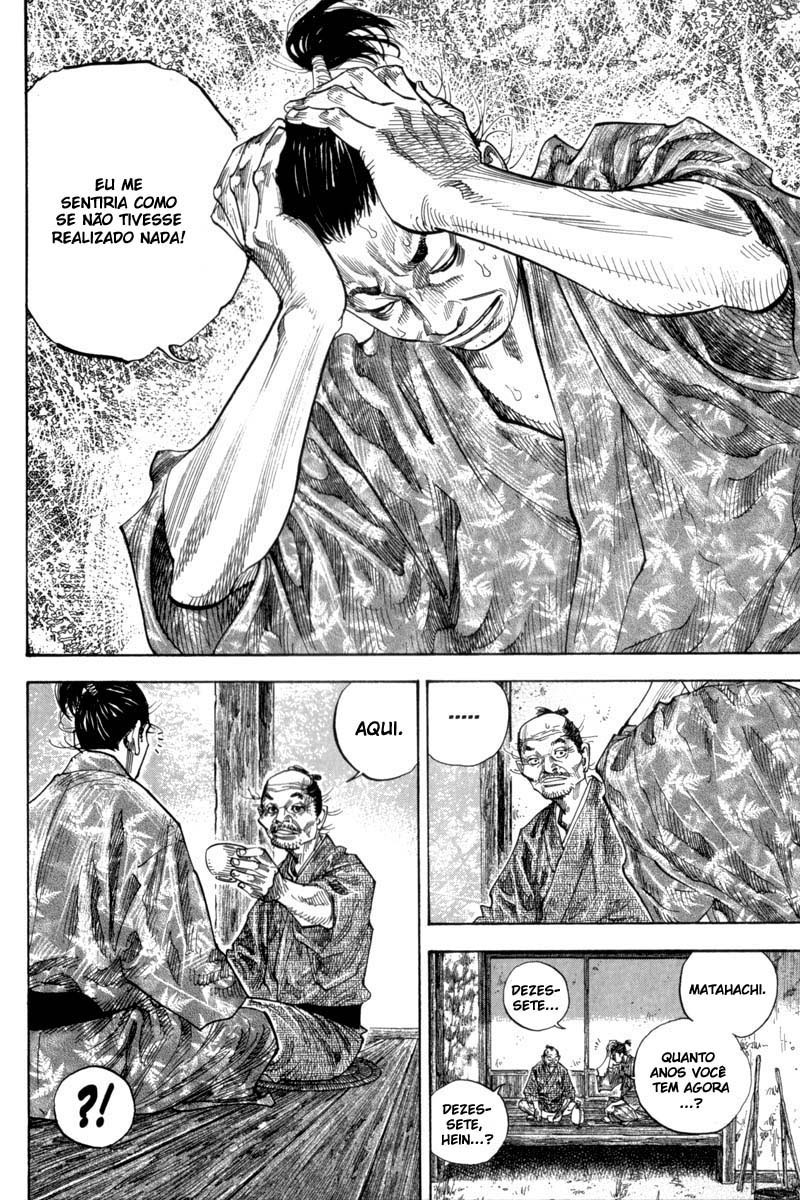 EU ME
SENTIRIA COMO
SE NÃO TIVESSE
REALIZADO NADA!
.....
MATAHACHI.
QUANTO
ANOS VOCÊ
TEM AGORA
...?
DEZES-
SETE...
DEZES-
SETE,
HEIN...?
AQUI.
?!